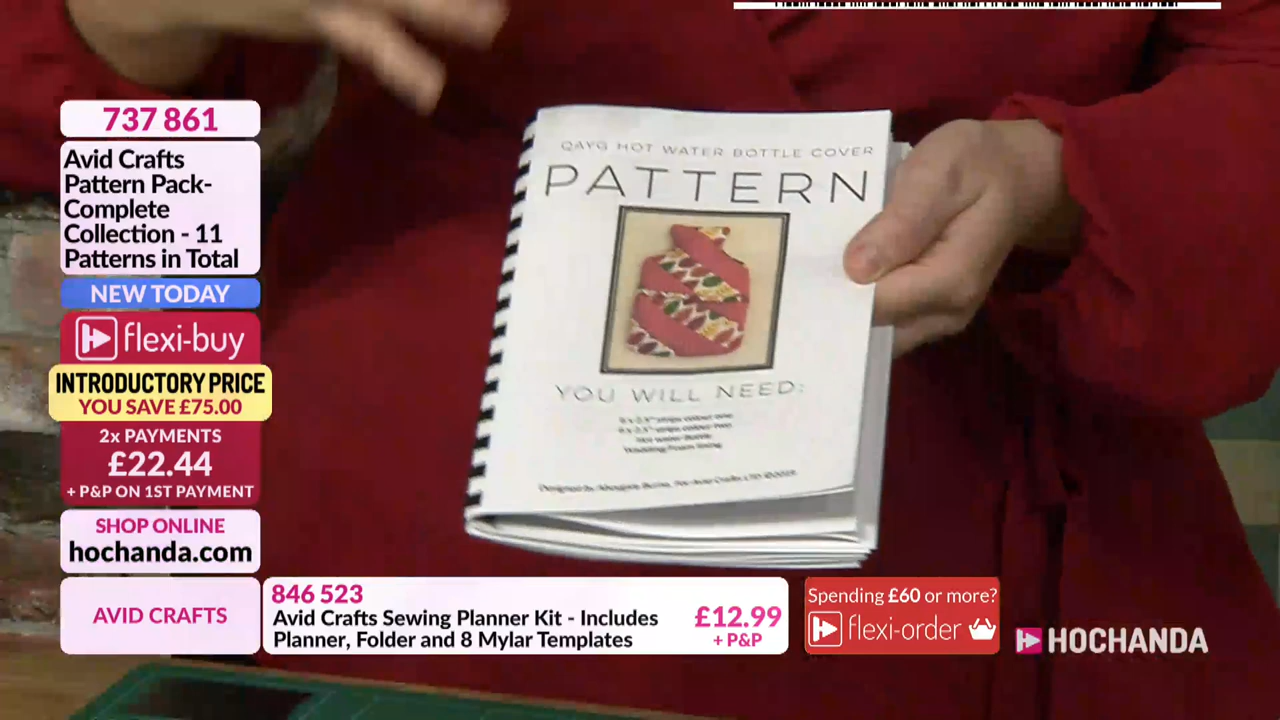 737 861
Avid Crafts
Pattern Pack-
Complete
Collection - 11
Patterns in Total
NEW TODAY
flexi-buy
INTRODUCTORY PRICE
YOU SAVE £75.00
2x PAYMENTS
£22.44
+ P&P ON 1ST PAYMENT
SHOP ONLINE
hochanda.com
AVID CRAFTS
QAYG HOT WATER BOTTLE COVER
PATTERN
YOU WILL NEED:
846 523
Avid Crafts Sewing Planner Kit - Includes
Planner, Folder and 8 Mylar Templates
£12.99
+ P&P
Spending £60 or more?
flexi-order
HOCHANDA